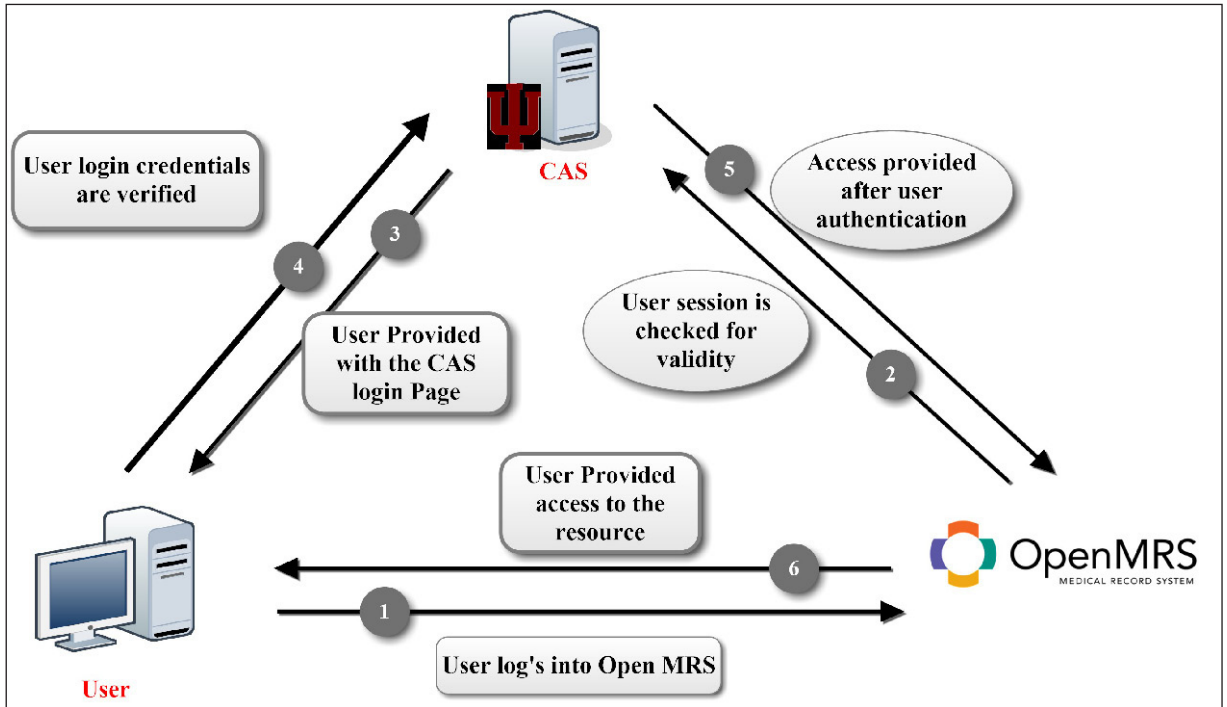 CAS
User login credentials
are verified
5
Access provided
after user
authentication
3
4
User session is
checked for
validity
User Provided
with the CAS
login Page
2
User Provided
access to the
resource
OpenMRS
MEDICAL RECORD SYSTEM
6
1
User log's into Open MRS
User